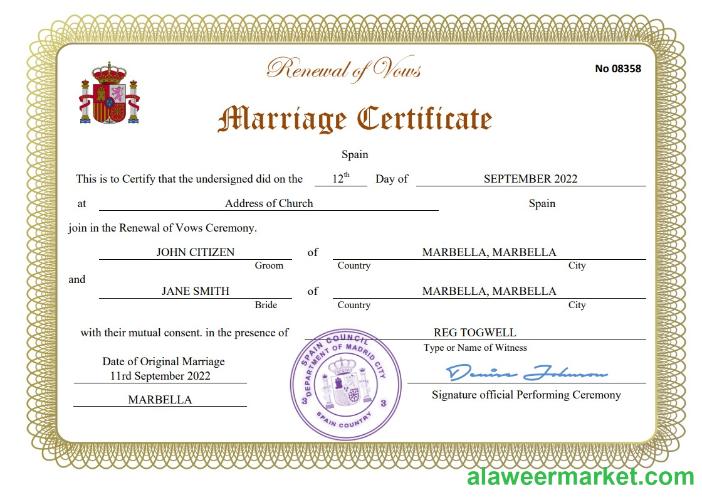 Renewal of Vows
No 08358
Marriage Certificate
Spain
This is to Certify that the undersigned did on the 12th Day of SEPTEMBER 2022
at Address of Church Spain
join in the Renewal of Vows Ceremony.
JOHN CITIZEN of MARBELLA, MARBELLA
Groom Country City
and
JANE SMITH of MARBELLA, MARBELLA
Bride Country City
with their mutual consent. in the presence of REG TOGWELL
Type or Name of Witness
Date of Original Marriage
11rd September 2022
MARBELLA
SPAIN COUNCIL
DEPARTMENT OF MADRID CITY
3 3
SPAIN COUNTRY
Denise Johnson
Signature official Performing Ceremony
alaweermarket.com